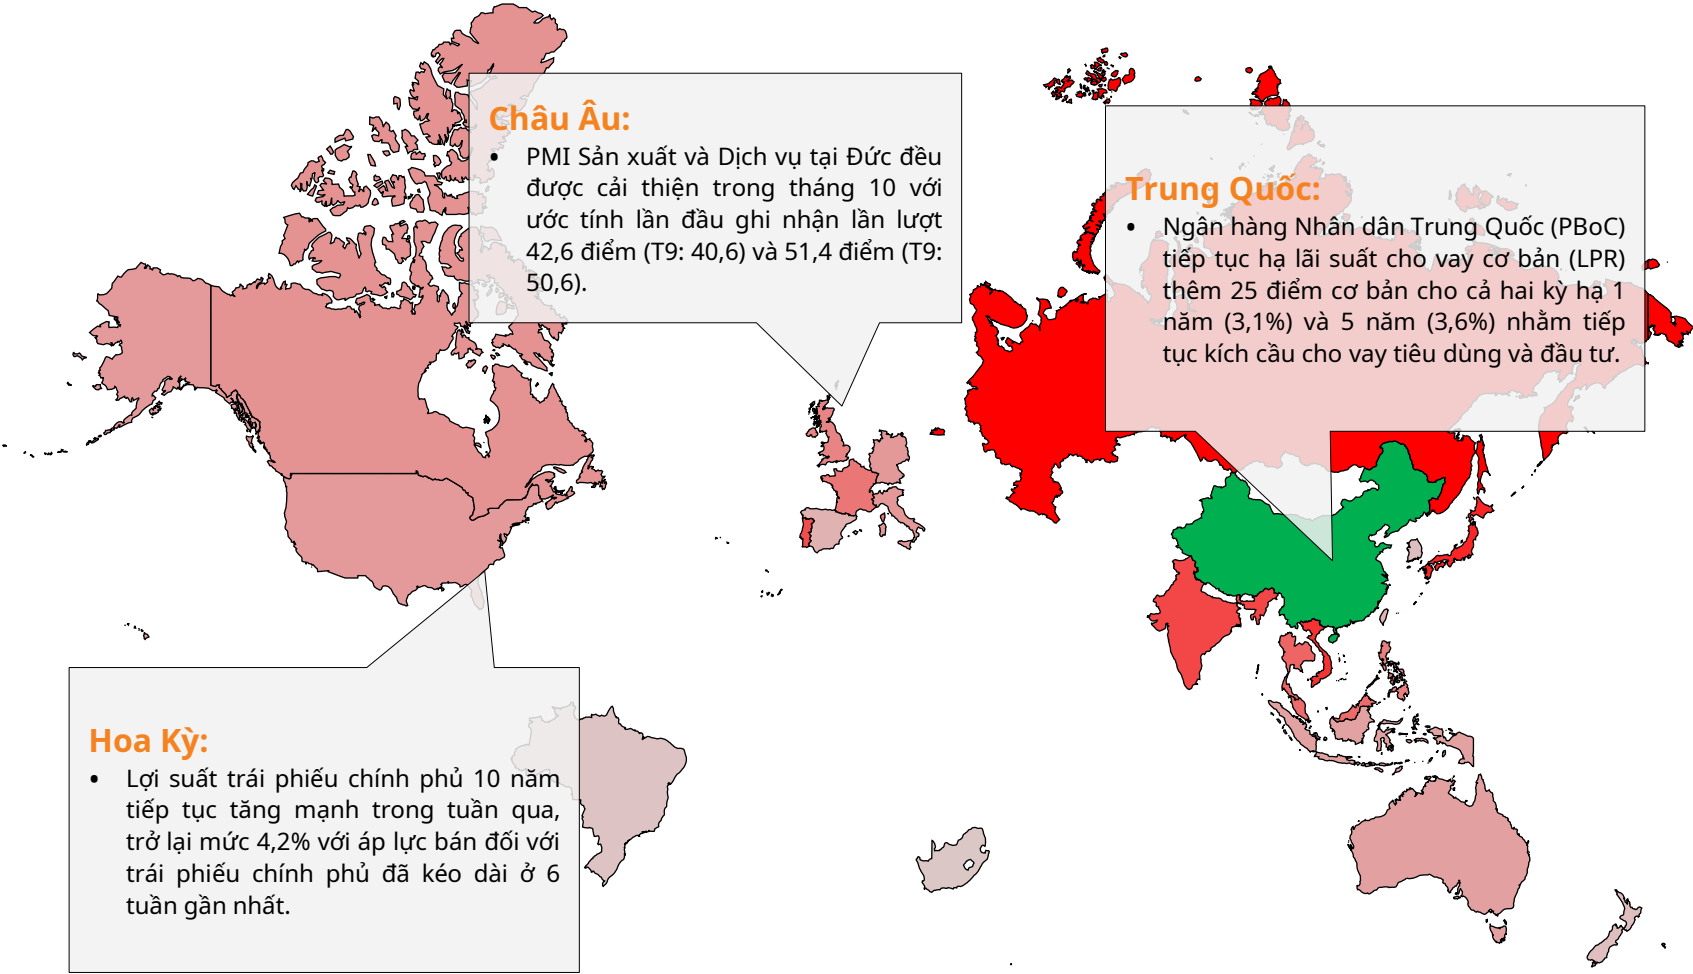 Châu Âu:
• PMI Sản xuất và Dịch vụ tại Đức đều
được cải thiện trong tháng 10 với
ước tính lần đầu ghi nhận lần lượt
42,6 điểm (T9: 40,6) và 51,4 điểm (T9:
50,6).
Trung Quốc:
• Ngân hàng Nhân dân Trung Quốc (PBoC)
tiếp tục hạ lãi suất cho vay cơ bản (LPR)
thêm 25 điểm cơ bản cho cả hai kỳ hạ 1
năm (3,1%) và 5 năm (3,6%) nhằm tiếp
tục kích cầu cho vay tiêu dùng và đầu tư.
Hoa Kỳ:
• Lợi suất trái phiếu chính phủ 10 năm
tiếp tục tăng mạnh trong tuần qua,
trở lại mức 4,2% với áp lực bán đối với
trái phiếu chính phủ đã kéo dài ở 6
tuần gần nhất.